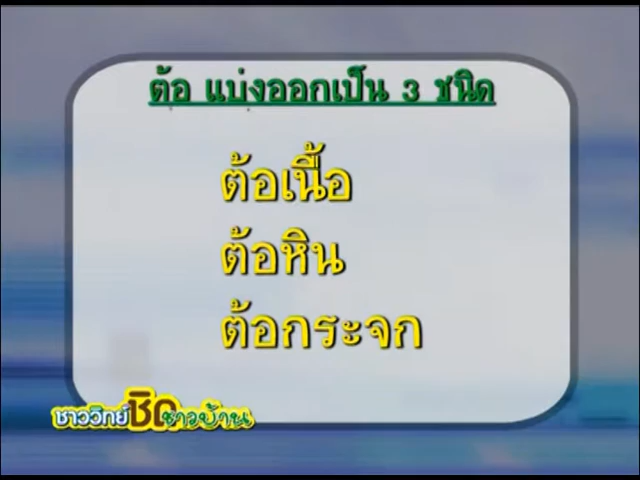 ต้อ แบ่งออกเป็น 3 ชนิด
ต้อเนื้อ
ต้อหิน
ต้อกระจก
ชาววิทย์ชิดชาวบ้าน